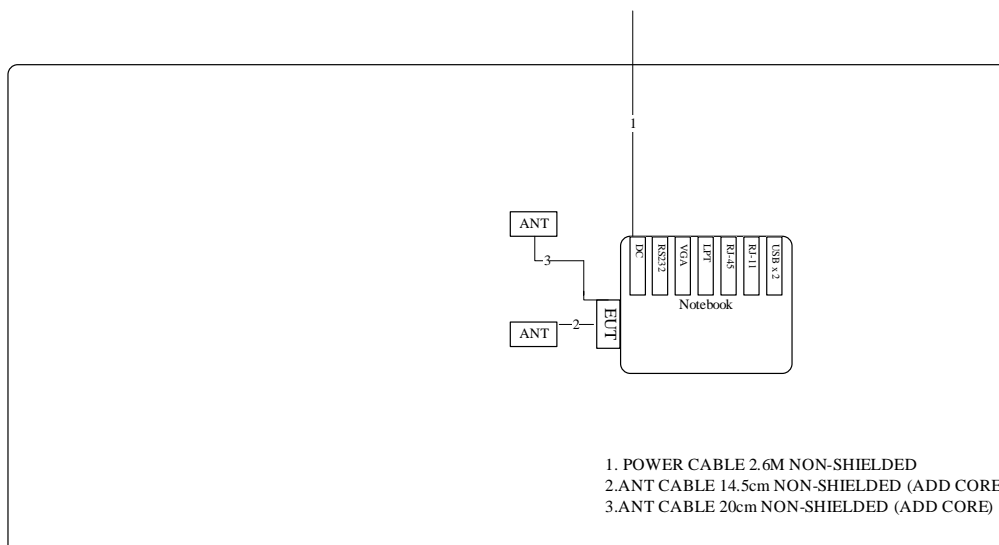 1
ANT
3
DC
RS232
VGA
LPT
RJ-45
RJ-11
USB x 2
Notebook
EUT
ANT
2
1. POWER CABLE 2.6M NON-SHIELDED
2.ANT CABLE 14.5cm NON-SHIELDED (ADD CORE
3.ANT CABLE 20cm NON-SHIELDED (ADD CORE)